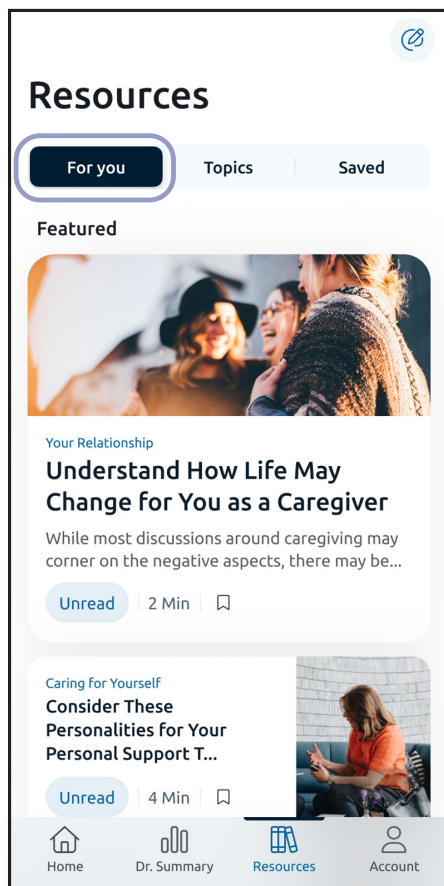 Resources
For you
Topics
Saved
Featured
Your Relationship
Understand How Life May
Change for You as a Caregiver
While most discussions around caregiving may
corner on the negative aspects, there may be...
Unread
2 Min
Caring for Yourself
Consider These
Personalities for Your
Personal Support T...
Unread
4 Min
Home
Dr. Summary
Resources
Account